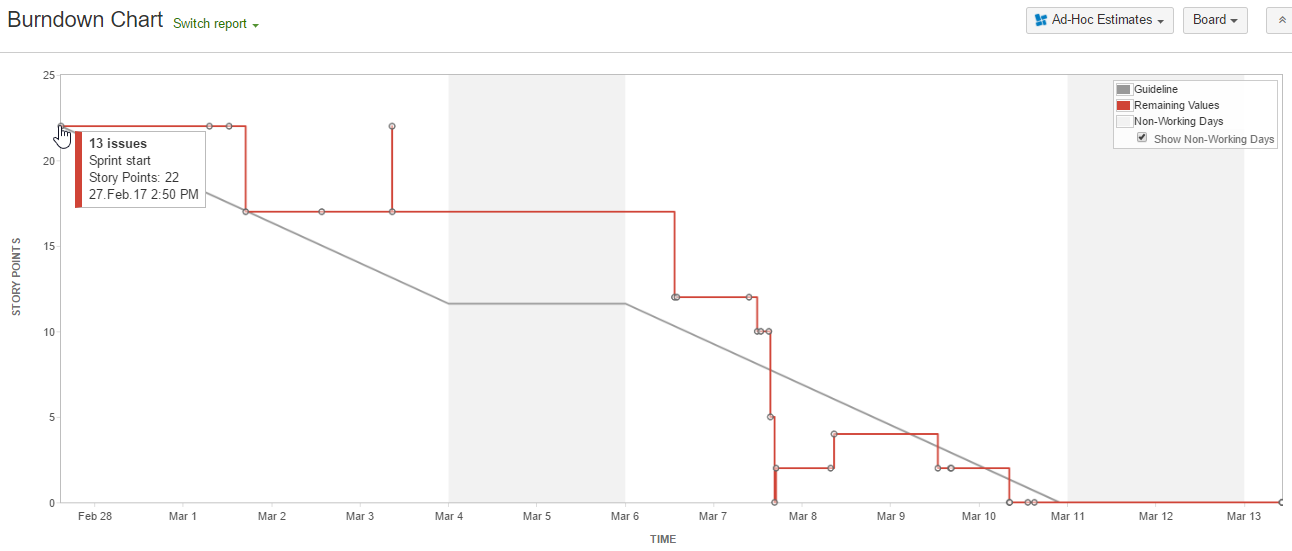 Burndown Chart Switch report
Ad-Hoc Estimates
Board
25
20
15
10
5
0
STORY POINTS
13 issues
Sprint start
Story Points: 22
27.Feb.17 2:50 PM
Guideline
Remaining Values
Non-Working Days
Show Non-Working Days
Feb 28 Mar 1 Mar 2 Mar 3 Mar 4 Mar 5 Mar 6 Mar 7 Mar 8 Mar 9 Mar 10 Mar 11 Mar 12 Mar 13
TIME